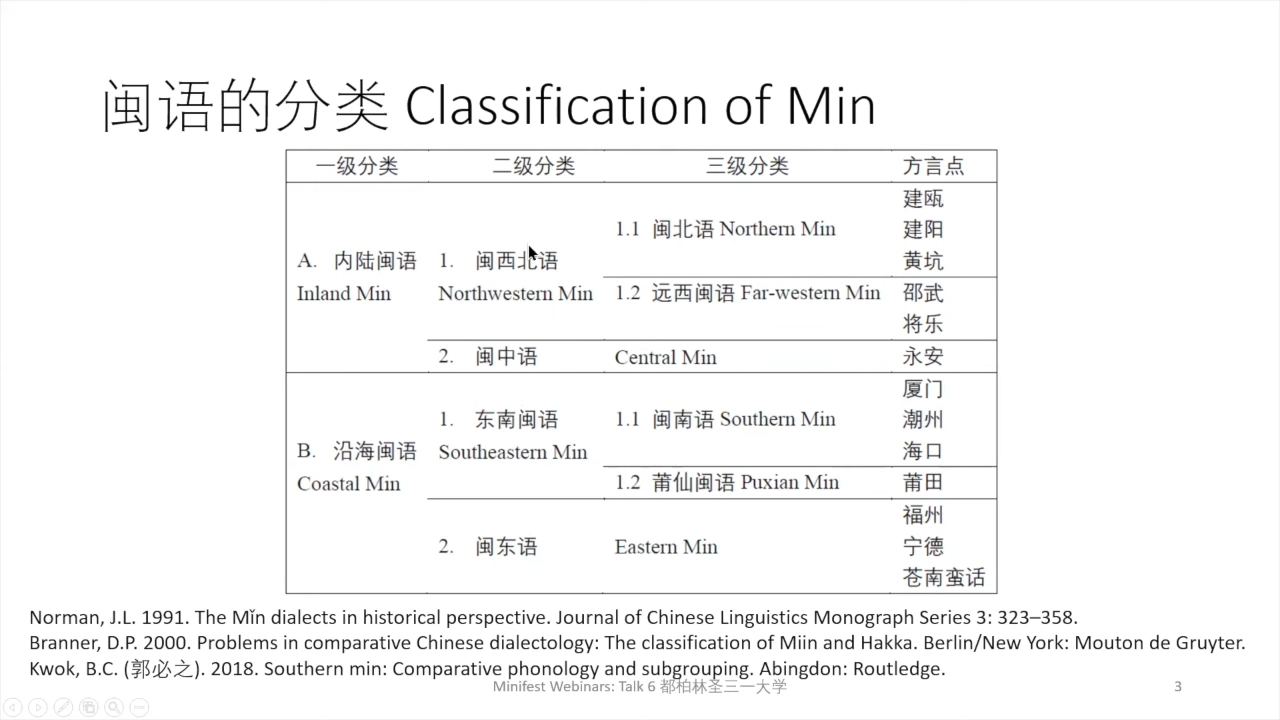 闽语的分类 Classification of Min
一级分类 二级分类 三级分类 方言点
建瓯
1.1 闽北语 Northern Min 建阳
A. 内陆闽语 1. 闽西北语 黄坑
Inland Min Northwestern Min 1.2 远西闽语 Far-western Min 邵武
将乐
2. 闽中语 Central Min 永安
厦门
1. 东南闽语 1.1 闽南语 Southern Min 潮州
B. 沿海闽语 Southeastern Min 海口
Coastal Min 1.2 莆仙闽语 Puxian Min 莆田
福州
2. 闽东语 Eastern Min 宁德
苍南蛮话
Norman, J.L. 1991. The Mǐn dialects in historical perspective. Journal of Chinese Linguistics Monograph Series 3: 323–358.
Branner, D.P. 2000. Problems in comparative Chinese dialectology: The classification of Miin and Hakka. Berlin/New York: Mouton de Gruyter.
Kwok, B.C. (郭必之). 2018. Southern min: Comparative phonology and subgrouping. Abingdon: Routledge.
Minifest Webinars: Talk 6 都柏林圣三一大学 3